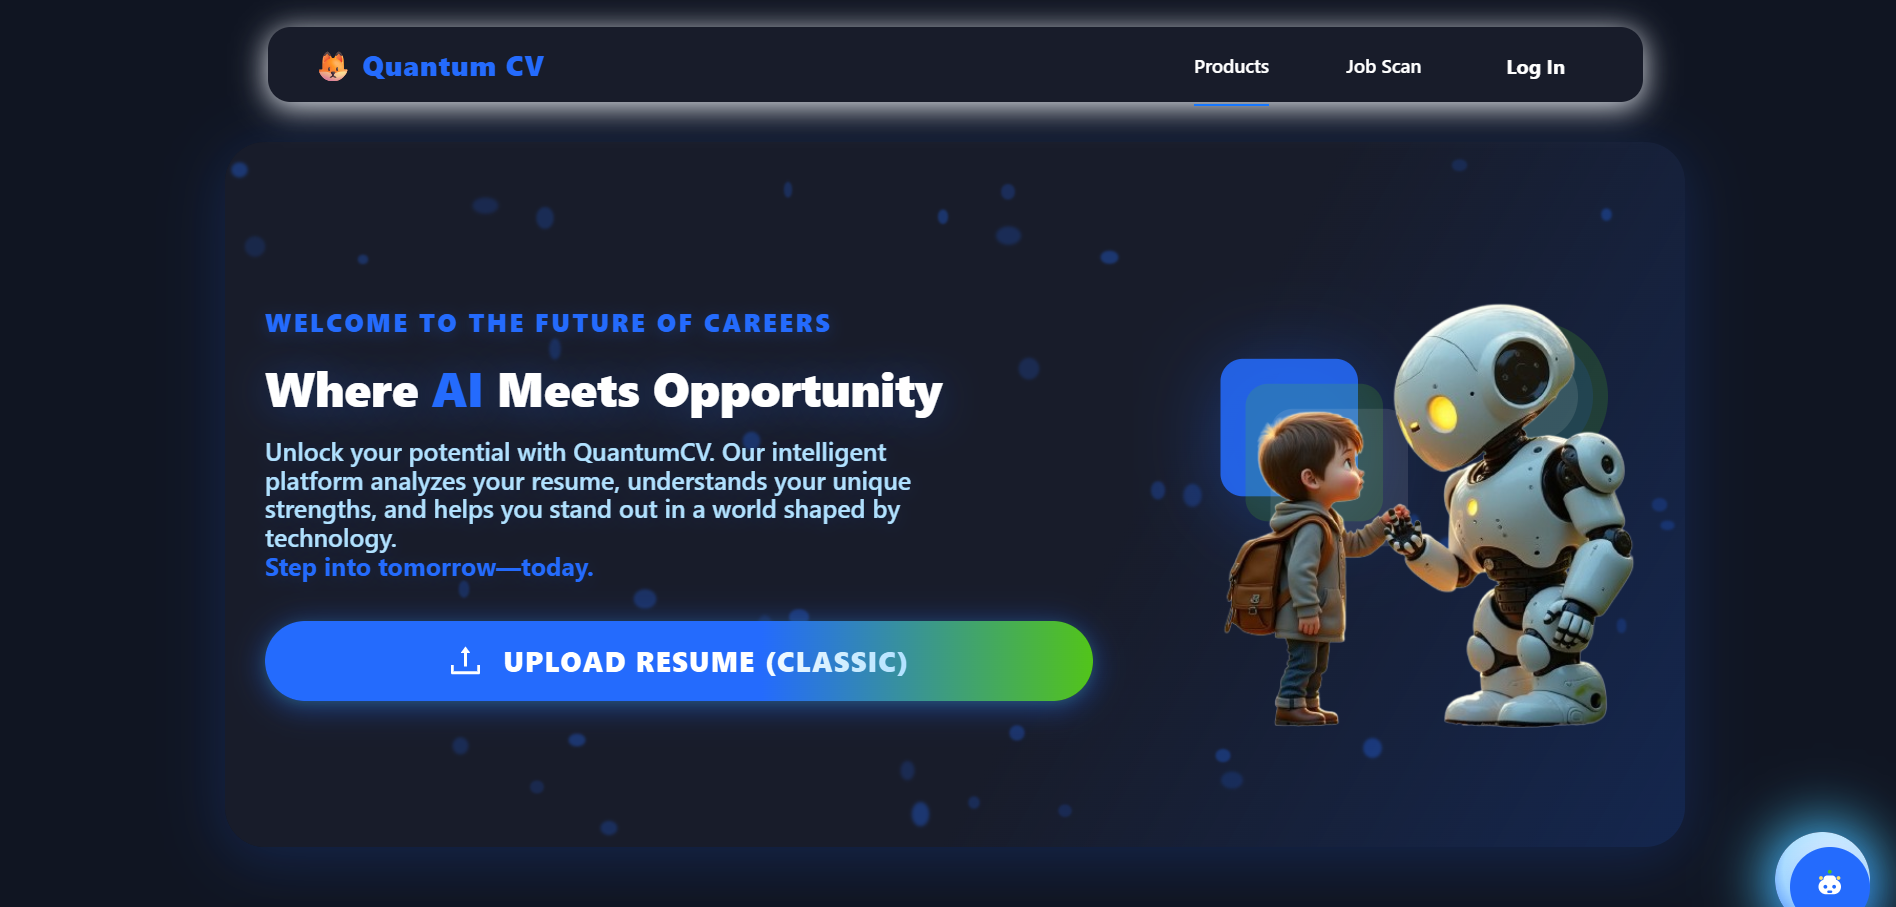 Quantum CV
Products
Job Scan
Log In
WELCOME TO THE FUTURE OF CAREERS
Where AI Meets Opportunity
Unlock your potential with QuantumCV. Our intelligent
platform analyzes your resume, understands your unique
strengths, and helps you stand out in a world shaped by
technology.
Step into tomorrow—today.
UPLOAD RESUME (CLASSIC)